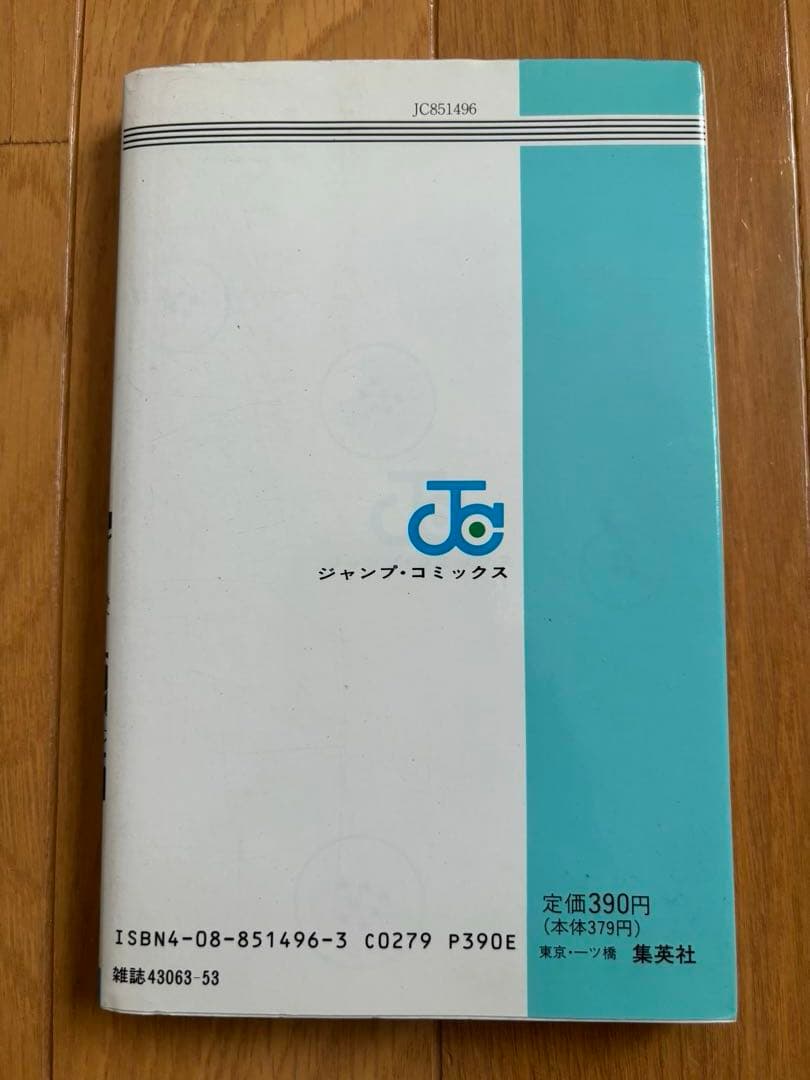 JC851496
JC
ジャンプ・コミックス
定価390円
(本体379円)
ISBN4-08-851496-3 C0279 P390E
東京・一ツ橋 集英社
雑誌43063-53